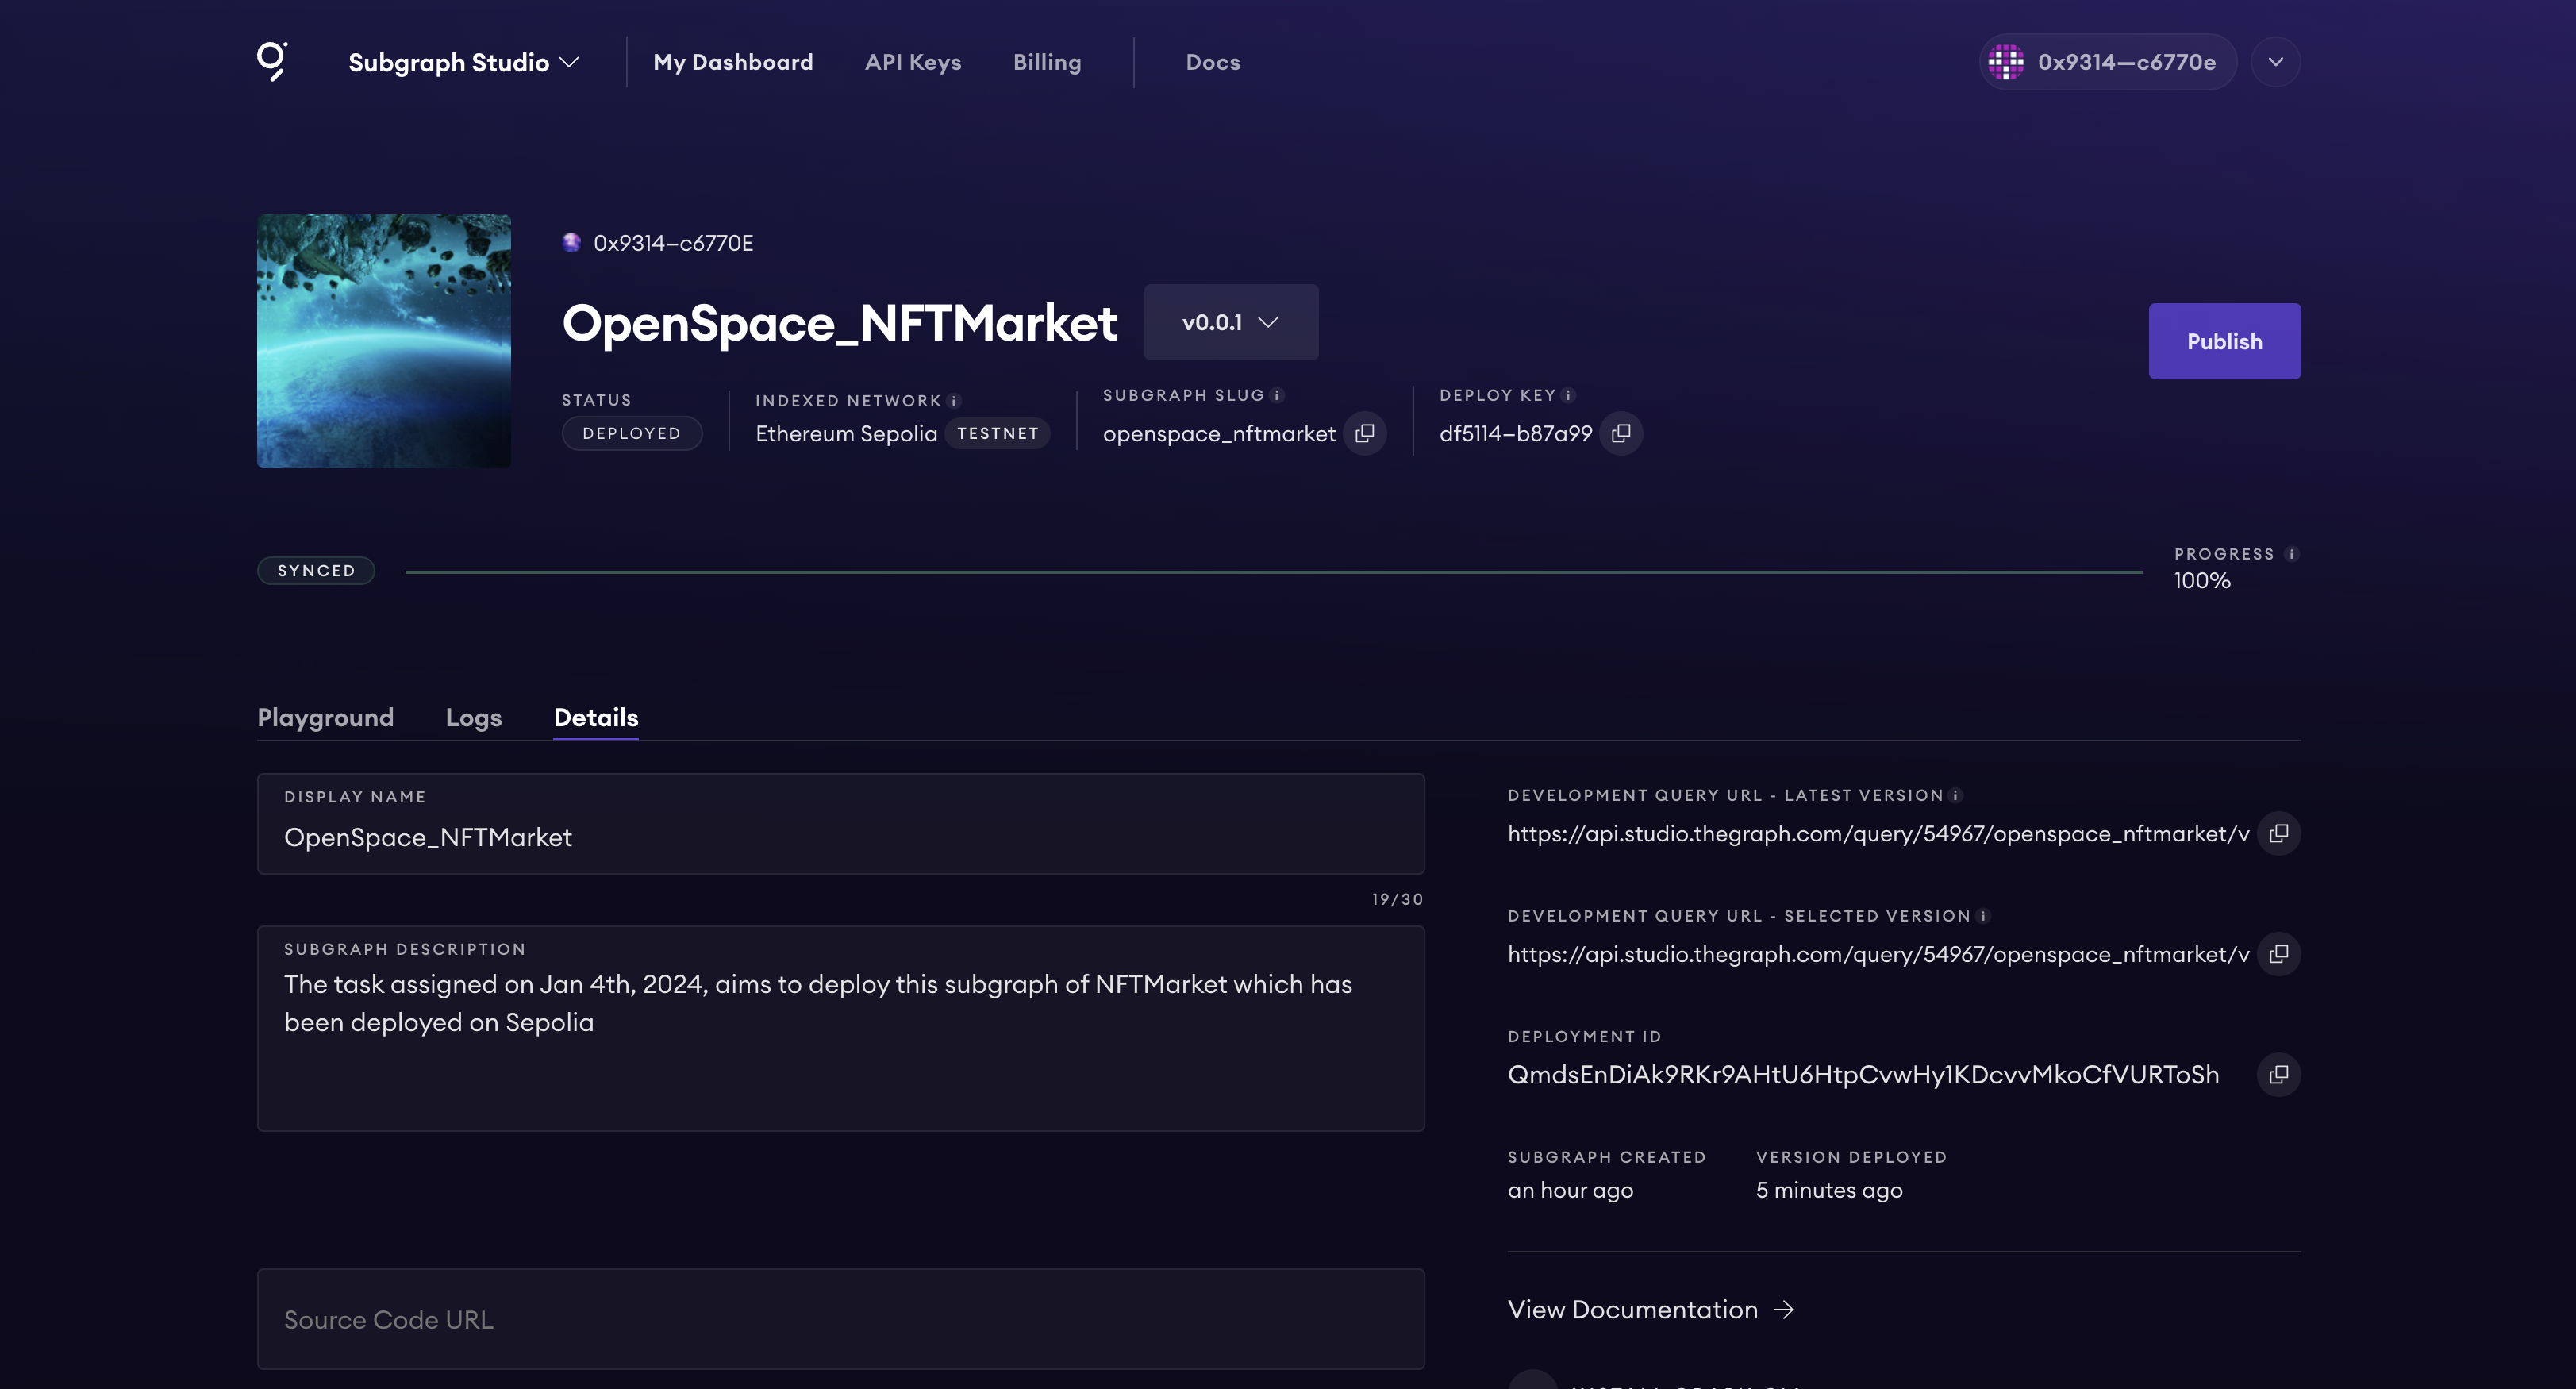 Subgraph Studio My Dashboard API Keys Billing Docs 0x9314—c6770e
0x9314—c6770E
OpenSpace_NFTMarket v0.0.1
Publish
STATUS INDEXED NETWORK SUBGRAPH SLUG DEPLOY KEY
DEPLOYED Ethereum Sepolia TESTNET openspace_nftmarket df5114—b87a99
SYNCED PROGRESS
100%
Playground Logs Details
DISPLAY NAME
OpenSpace_NFTMarket
19/30
SUBGRAPH DESCRIPTION
The task assigned on Jan 4th, 2024, aims to deploy this subgraph of NFTMarket which has
been deployed on Sepolia
Source Code URL
DEVELOPMENT QUERY URL - LATEST VERSION
https://api.studio.thegraph.com/query/54967/openspace_nftmarket/v
DEVELOPMENT QUERY URL - SELECTED VERSION
https://api.studio.thegraph.com/query/54967/openspace_nftmarket/v
DEPLOYMENT ID
QmdsEnDiAk9RKr9AHtU6HtpCvwHy1KDcvvMkoCfVURToSh
SUBGRAPH CREATED VERSION DEPLOYED
an hour ago 5 minutes ago
View Documentation